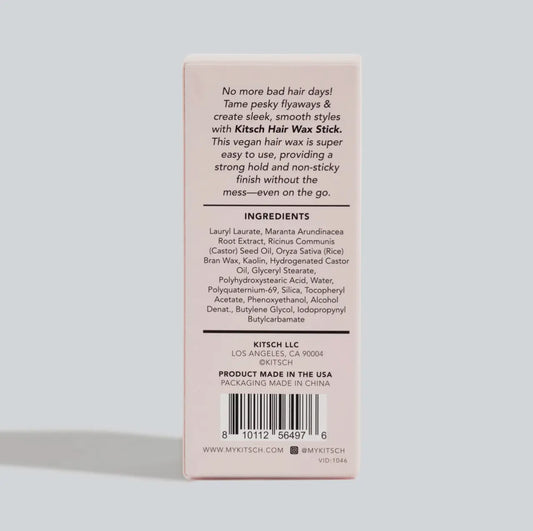 No more bad hair days!
Tame pesky flyaways &
create sleek, smooth styles
with Kitsch Hair Wax Stick.
This vegan hair wax is super
easy to use, providing a
strong hold and non-sticky
finish without the
mess—even on the go.
INGREDIENTS
Lauryl Laurate, Maranta Arundinacea
Root Extract, Ricinus Communis
(Castor) Seed Oil, Oryza Sativa (Rice)
Bran Wax, Kaolin, Hydrogenated Castor
Oil, Glyceryl Stearate,
Polyhydroxystearic Acid, Water,
Polyquaternium-69, Silica, Tocopheryl
Acetate, Phenoxyethanol, Alcohol
Denat., Butylene Glycol, Iodopropynyl
Butylcarbamate
KITSCH LLC
LOS ANGELES, CA 90004
©KITSCH
PRODUCT MADE IN THE USA
PACKAGING MADE IN CHINA
8 10112 56497 6
WWW.MYKITSCH.COM @MYKITSCH
VID:1046